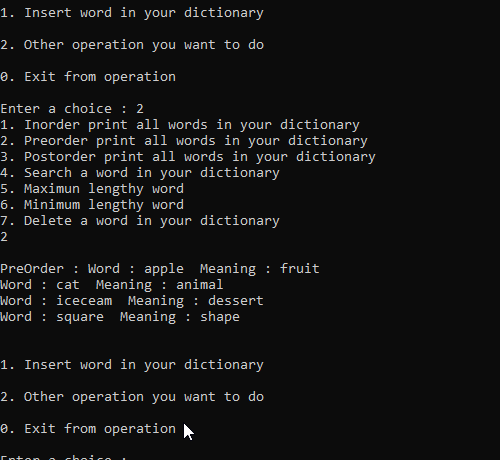 1. Insert word in your dictionary
2. Other operation you want to do
0. Exit from operation
Enter a choice : 2
1. Inorder print all words in your dictionary
2. Preorder print all words in your dictionary
3. Postorder print all words in your dictionary
4. Search a word in your dictionary
5. Maximun lengthy word
6. Minimum lengthy word
7. Delete a word in your dictionary
2
PreOrder : Word : apple  Meaning : fruit
Word : cat  Meaning : animal
Word : iceceam  Meaning : dessert
Word : square  Meaning : shape
1. Insert word in your dictionary
2. Other operation you want to do
0. Exit from operation
Enter a choice :